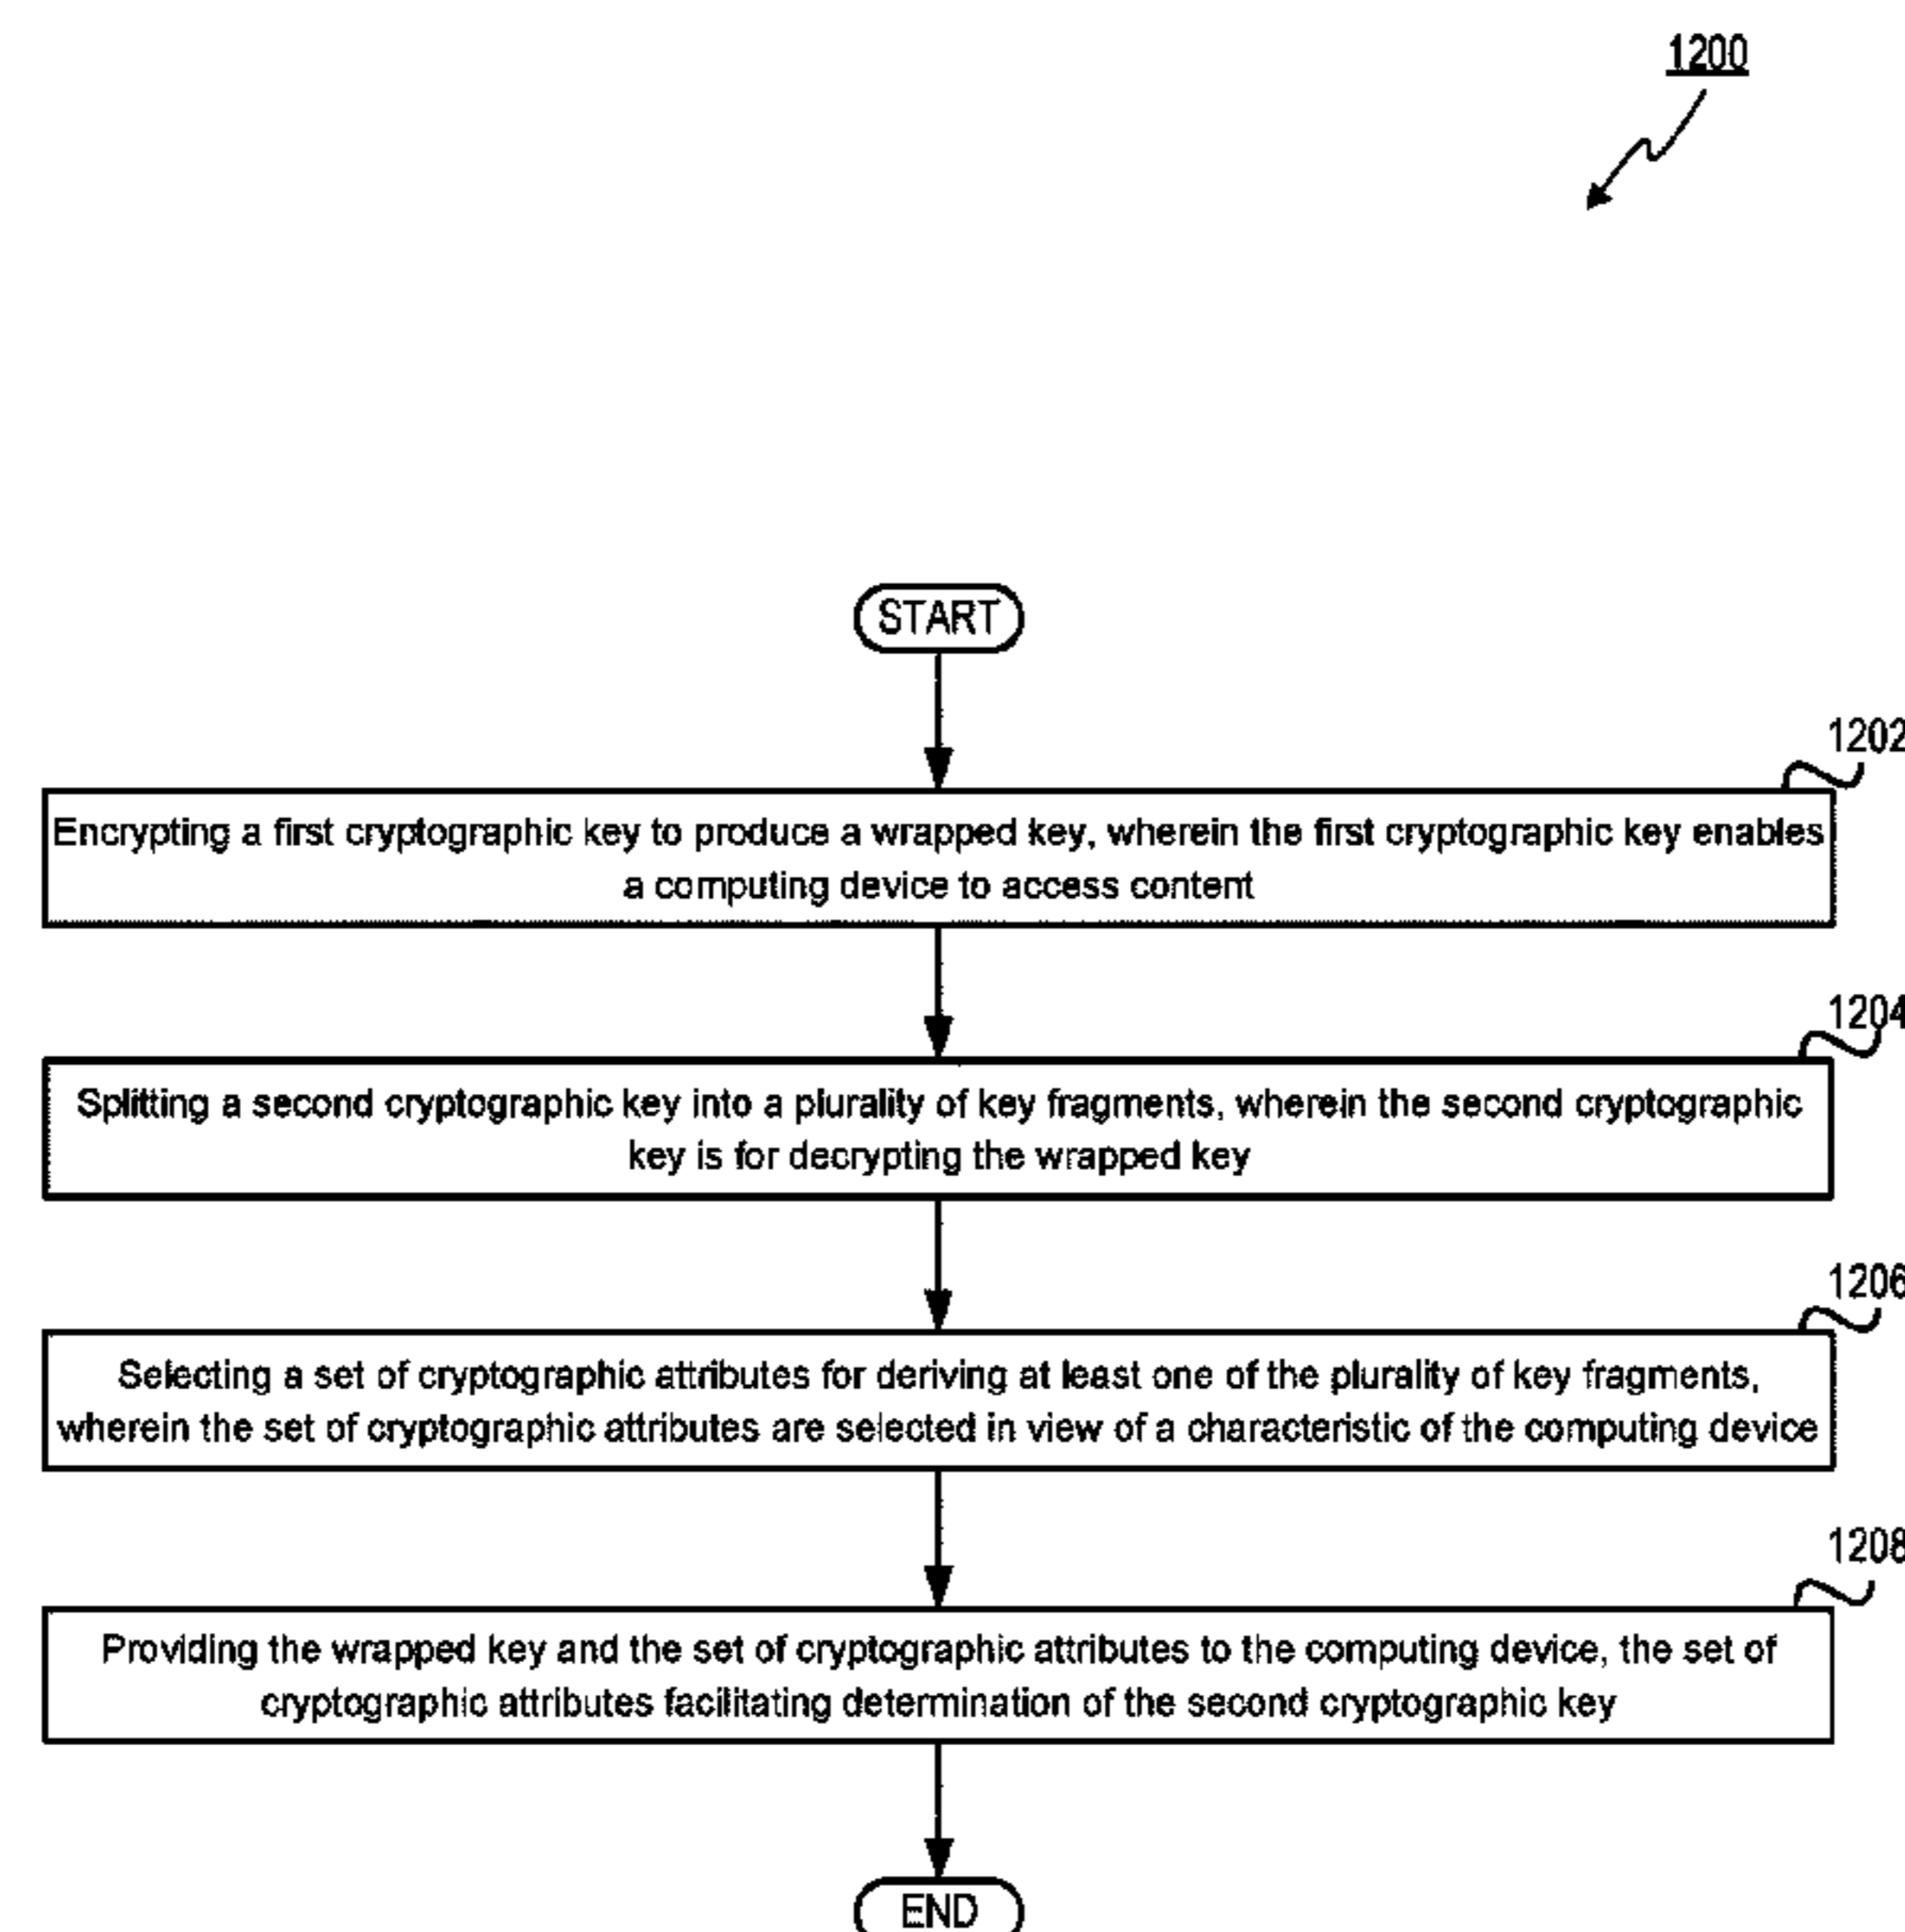 1200
START
1202
Encrypting a first cryptographic key to produce a wrapped key, wherein the first cryptographic key enables
a computing device to access content
1204
Splitting a second cryptographic key into a plurality of key fragments, wherein the second cryptographic
key is for decrypting the wrapped key
1206
Selecting a set of cryptographic attributes for deriving at least one of the plurality of key fragments,
wherein the set of cryptographic attributes are selected in view of a characteristic of the computing device
1208
Providing the wrapped key and the set of cryptographic attributes to the computing device, the set of
cryptographic attributes facilitating determination of the second cryptographic key
END